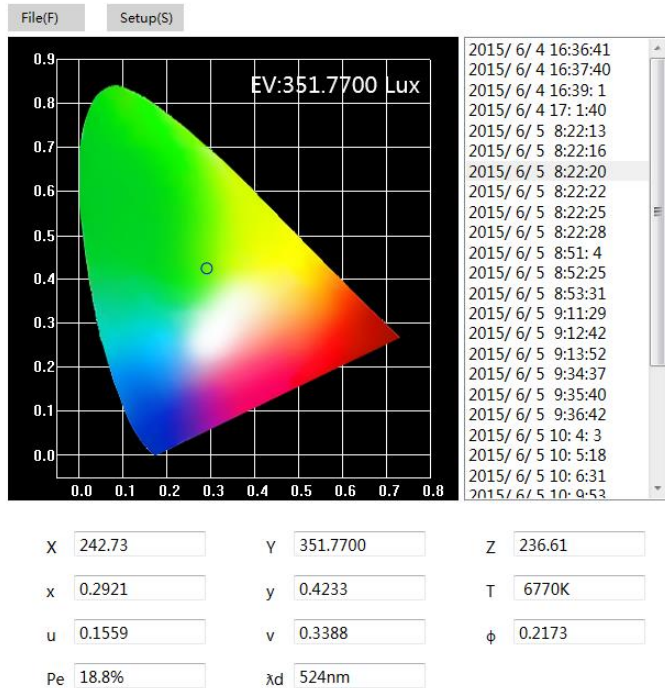 File(F) Setup(S)
EV:351.7700 Lux
0.9
0.8
0.7
0.6
0.5
0.4
0.3
0.2
0.1
0.0
0.0 0.1 0.2 0.3 0.4 0.5 0.6 0.7 0.8
2015/ 6/ 4 16:36:41
2015/ 6/ 4 16:37:40
2015/ 6/ 4 16:39: 1
2015/ 6/ 4 17: 1:40
2015/ 6/ 5 8:22:13
2015/ 6/ 5 8:22:16
2015/ 6/ 5 8:22:20
2015/ 6/ 5 8:22:22
2015/ 6/ 5 8:22:25
2015/ 6/ 5 8:22:28
2015/ 6/ 5 8:51: 4
2015/ 6/ 5 8:52:25
2015/ 6/ 5 8:53:31
2015/ 6/ 5 9:11:29
2015/ 6/ 5 9:12:42
2015/ 6/ 5 9:13:52
2015/ 6/ 5 9:34:37
2015/ 6/ 5 9:35:40
2015/ 6/ 5 9:36:42
2015/ 6/ 5 10: 4: 3
2015/ 6/ 5 10: 5:18
2015/ 6/ 5 10: 6:31
2015/ 6/ 5 10: 9:53
X 242.73 Y 351.7700 Z 236.61
x 0.2921 y 0.4233 T 6770K
u 0.1559 v 0.3388 ϕ 0.2173
Pe 18.8% λd 524nm